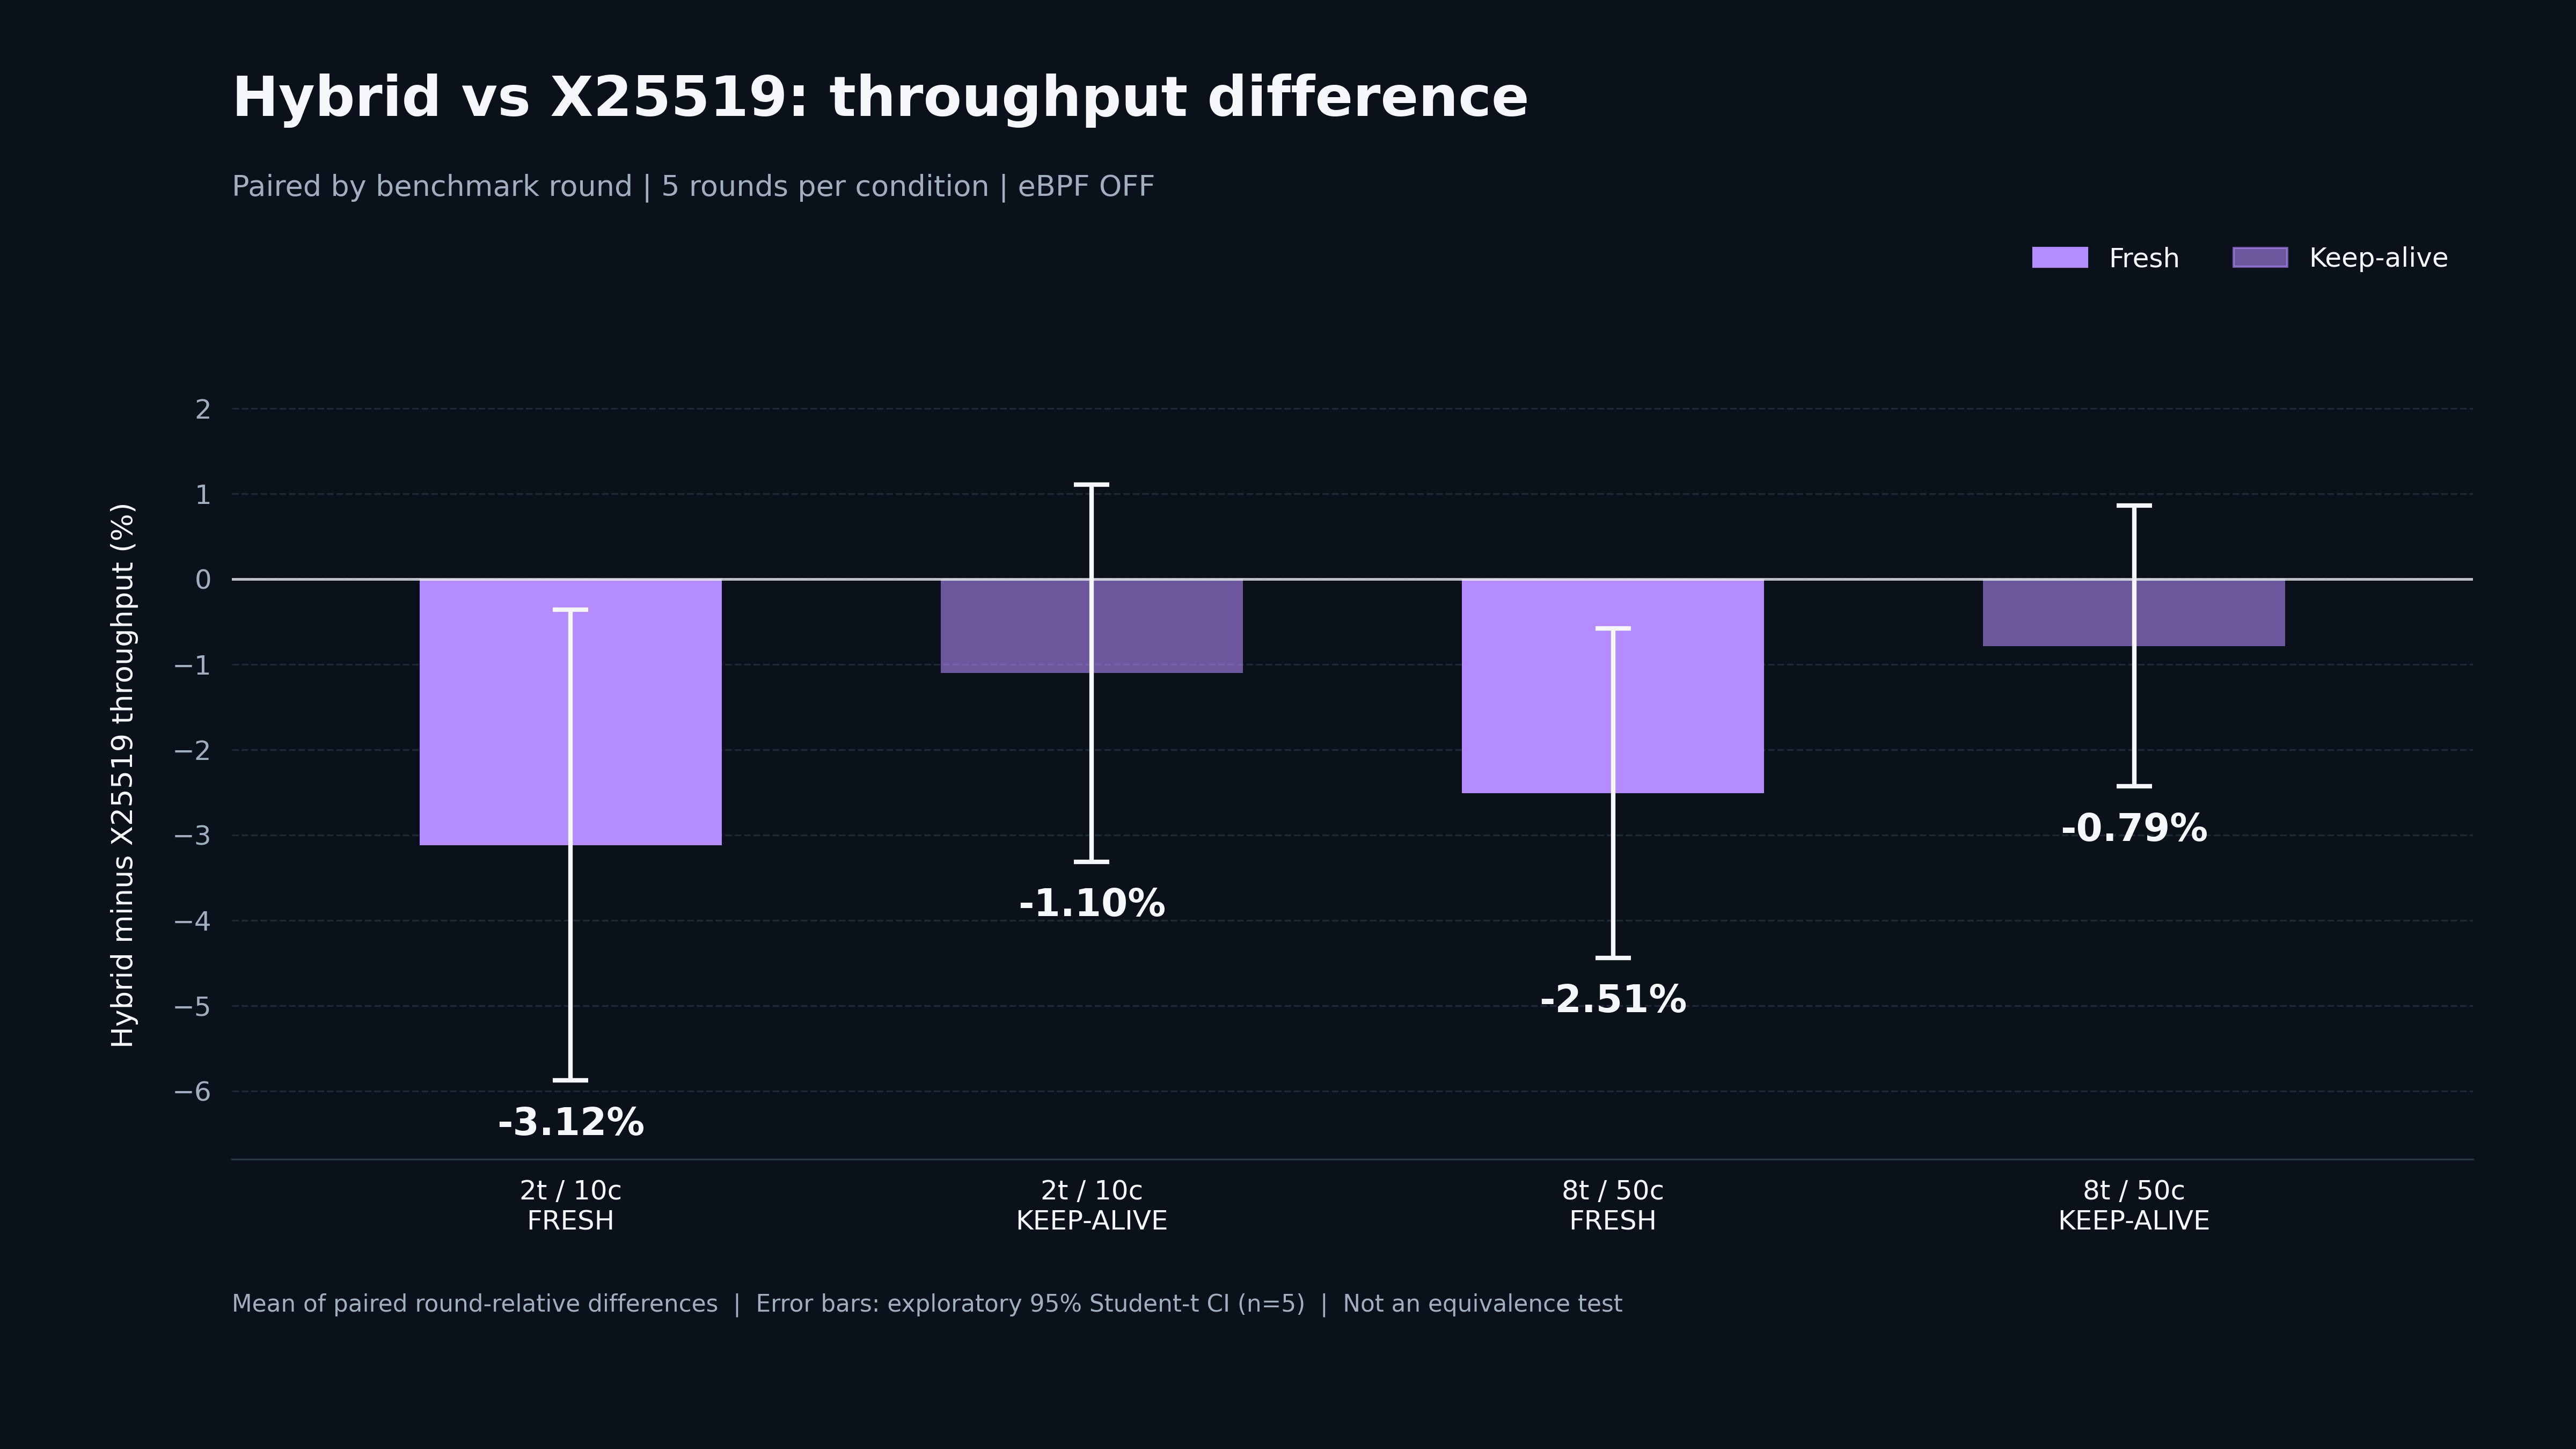 Hybrid vs X25519: throughput difference
Paired by benchmark round | 5 rounds per condition | eBPF OFF
Fresh
Keep-alive
Hybrid minus X25519 throughput (%)
2
1
0
−1
−2
−3
−4
−5
−6
-3.12%
-1.10%
-2.51%
-0.79%
2t / 10c
FRESH
2t / 10c
KEEP-ALIVE
8t / 50c
FRESH
8t / 50c
KEEP-ALIVE
Mean of paired round-relative differences | Error bars: exploratory 95% Student-t CI (n=5) | Not an equivalence test